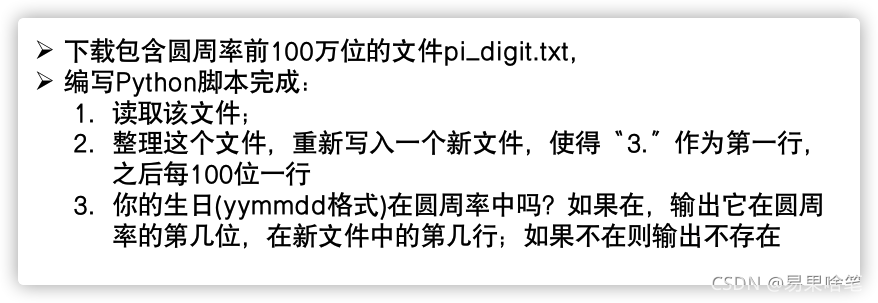 ➢ 下载包含圆周率前100万位的文件pi_digit.txt，
➢ 编写Python脚本完成：
1. 读取该文件；
2. 整理这个文件，重新写入一个新文件，使得“3.”作为第一行，
之后每100位一行
3. 你的生日(yymmdd格式)在圆周率中吗？如果在，输出它在圆周
率的第几位，在新文件中的第几行；如果不在则输出不存在
CSDN @易果啥笔